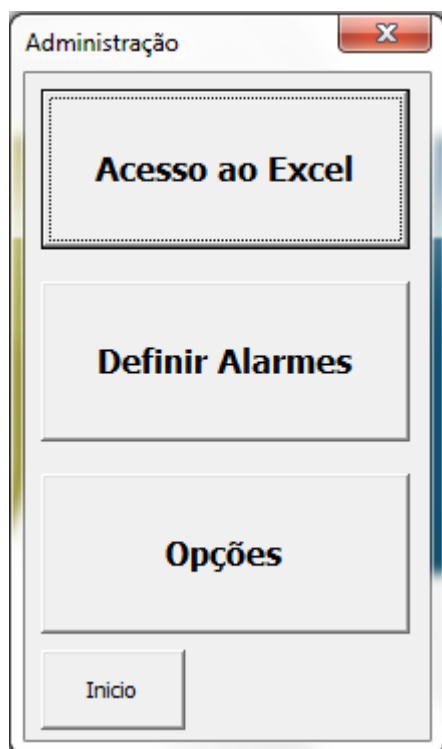 Administração
Acesso ao Excel
Definir Alarmes
Opções
Inicio